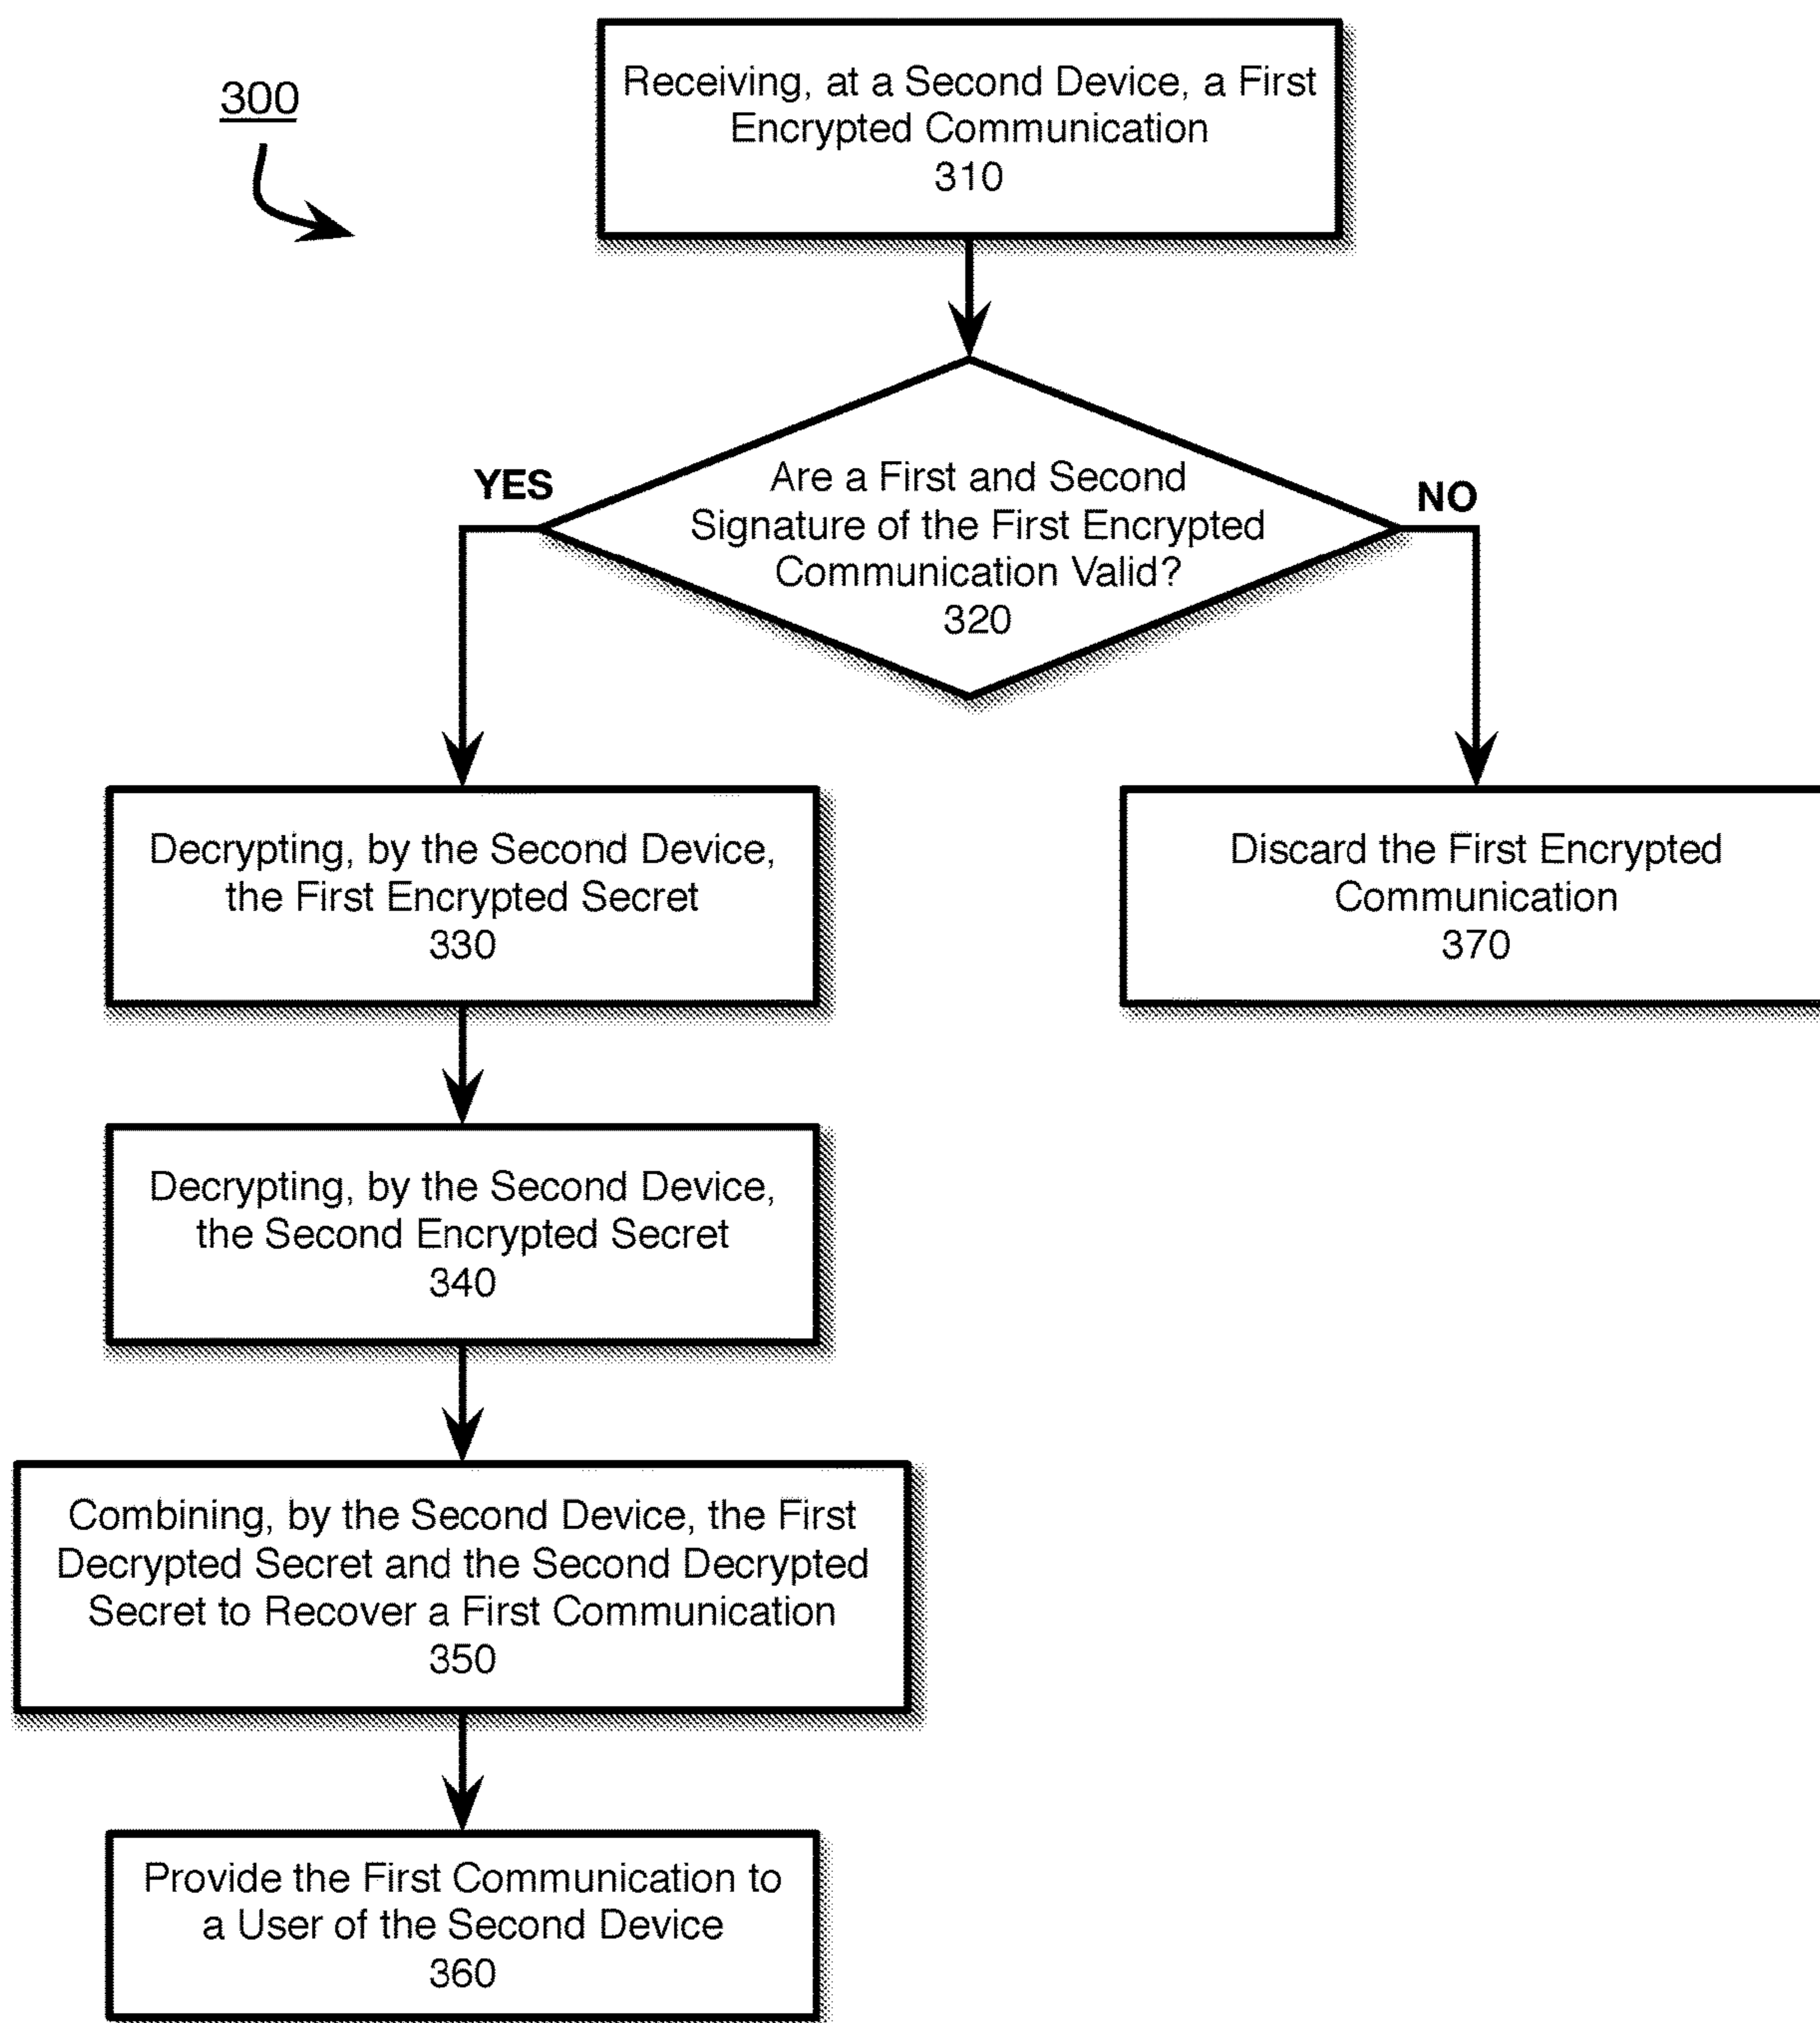 300
Receiving, at a Second Device, a First
Encrypted Communication
310
Are a First and Second
Signature of the First Encrypted
Communication Valid?
320
YES
NO
Decrypting, by the Second Device,
the First Encrypted Secret
330
Discard the First Encrypted
Communication
370
Decrypting, by the Second Device,
the Second Encrypted Secret
340
Combining, by the Second Device, the First
Decrypted Secret and the Second Decrypted
Secret to Recover a First Communication
350
Provide the First Communication to
a User of the Second Device
360